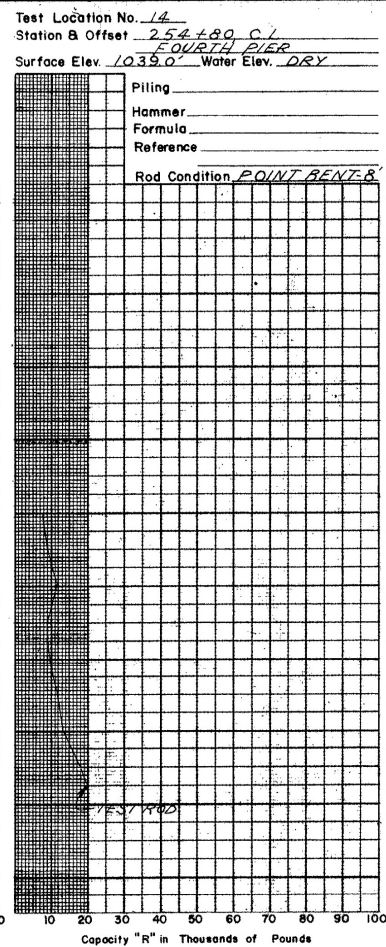 Test Location No. 14
Station & Offset 254+80 C L
FOURTH PIER
Surface Elev. 1039.0' Water Elev. DRY
Piling
Hammer
Formula
Reference
Rod Condition POINT BENT-8'
TEST ROD
0 10 20 20 30 40 50 60 70 80 90 100
Capacity "R" in Thousands of Pounds